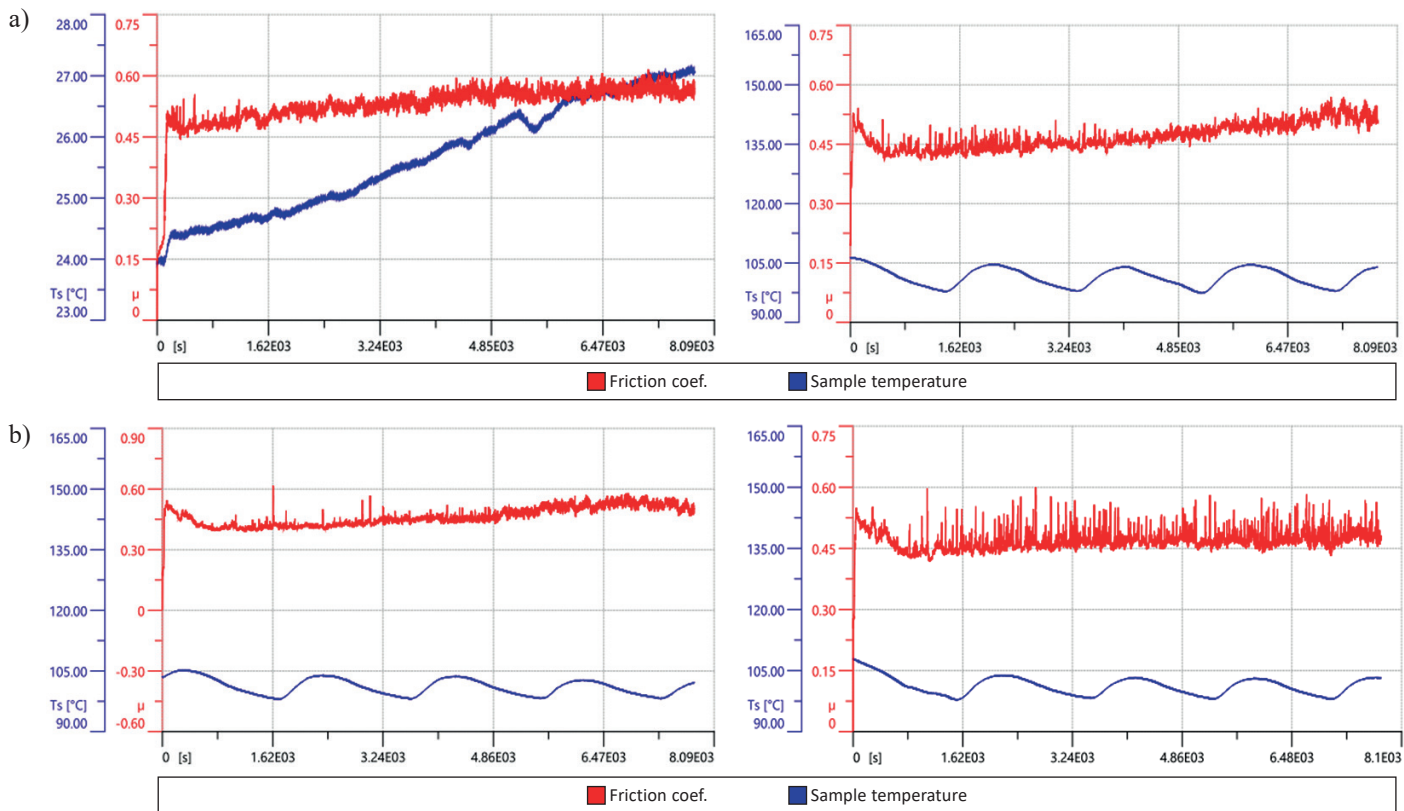 a)
28.00 0.75
27.00 0.60
26.00 0.45
25.00 0.30
24.00 0.15
Ts [°C] µ
23.00 0
0 [s] 1.62E03 3.24E03 4.85E03 6.47E03 8.09E03
165.00 0.75
150.00 0.60
135.00 0.45
120.00 0.30
105.00 0.15
Ts [°C] µ
90.00 0
0 [s] 1.62E03 3.24E03 4.85E03 6.47E03 8.09E03
Friction coef. Sample temperature
b)
165.00 0.90
150.00 0.60
135.00 0.30
120.00 0
105.00 -0.30
Ts [°C] µ
90.00 -0.60
0 [s] 1.62E03 3.24E03 4.86E03 6.47E03 8.09E03
165.00 0.75
150.00 0.60
135.00 0.45
120.00 0.30
105.00 0.15
Ts [°C] µ
90.00 0
0 [s] 1.62E03 3.24E03 4.86E03 6.48E03 8.1E03
Friction coef. Sample temperature